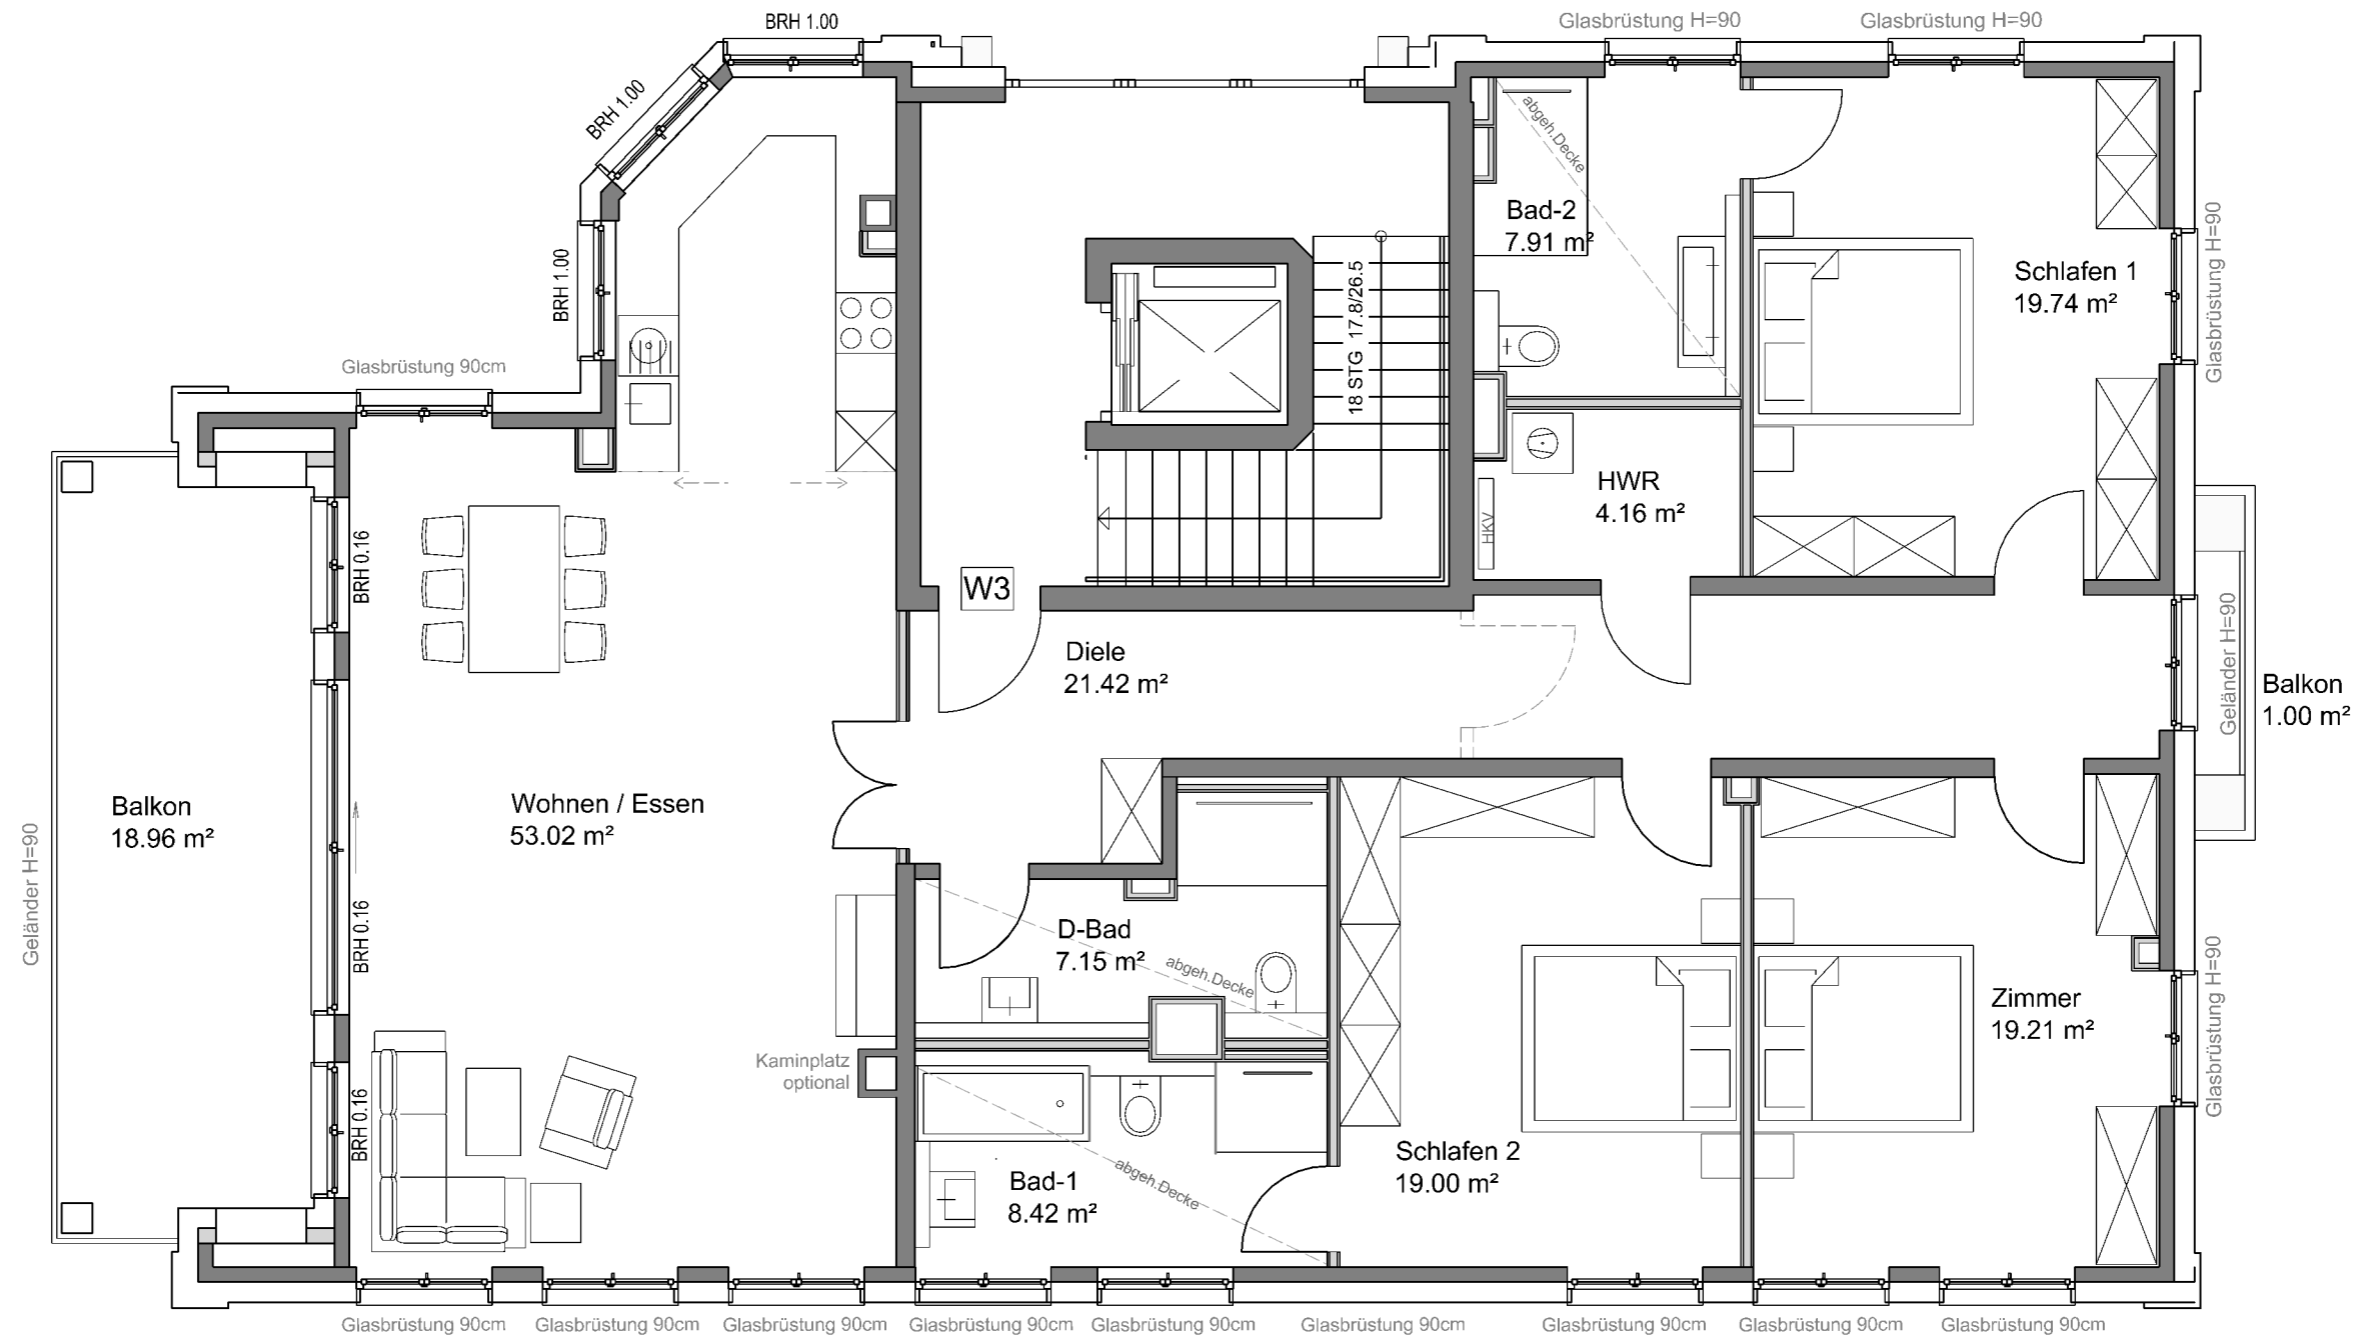 BRH 1.00
Glasbrüstung H=90
Glasbrüstung H=90
BRH 1.00
BRH 1.00
abgeh.Decke
Bad-2
7.91 m²
Schlafen 1
19.74 m²
Glasbrüstung H=90
18 STG 17.8/26.5
Glasbrüstung 90cm
HWR
4.16 m²
HKV
BRH 0.16
W3
Diele
21.42 m²
Geländer H=90
Balkon
1.00 m²
Balkon
18.96 m²
Wohnen / Essen
53.02 m²
Geländer H=90
BRH 0.16
D-Bad
7.15 m²
abgeh.Decke
Zimmer
19.21 m²
Glasbrüstung H=90
Kaminplatz
optional
BRH 0.16
Schlafen 2
19.00 m²
Bad-1
8.42 m²
abgeh.Decke
Glasbrüstung 90cm
Glasbrüstung 90cm
Glasbrüstung 90cm
Glasbrüstung 90cm
Glasbrüstung 90cm
Glasbrüstung 90cm
Glasbrüstung 90cm
Glasbrüstung 90cm
Glasbrüstung 90cm